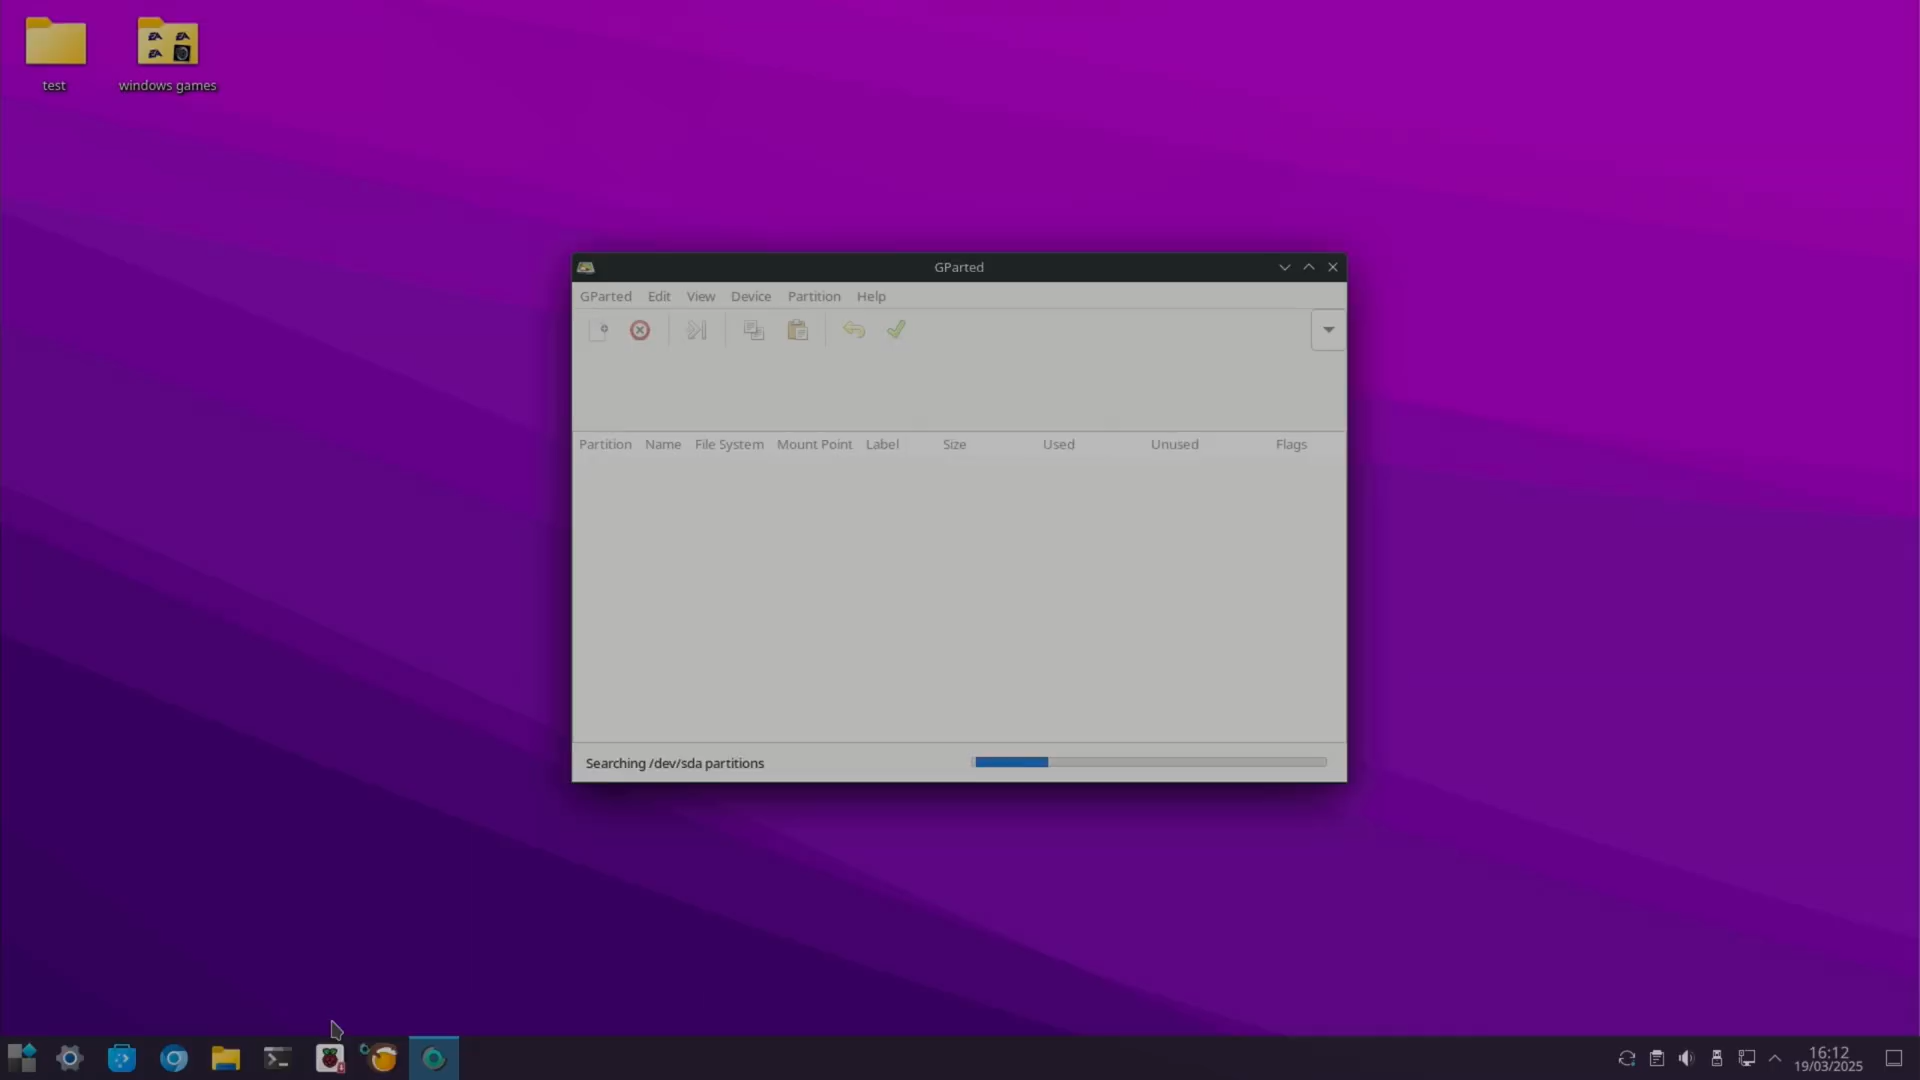 test
windows games
GParted
GParted Edit View Device Partition Help
Partition Name File System Mount Point Label Size Used Unused Flags
Searching /dev/sda partitions
16:12
19/03/2025